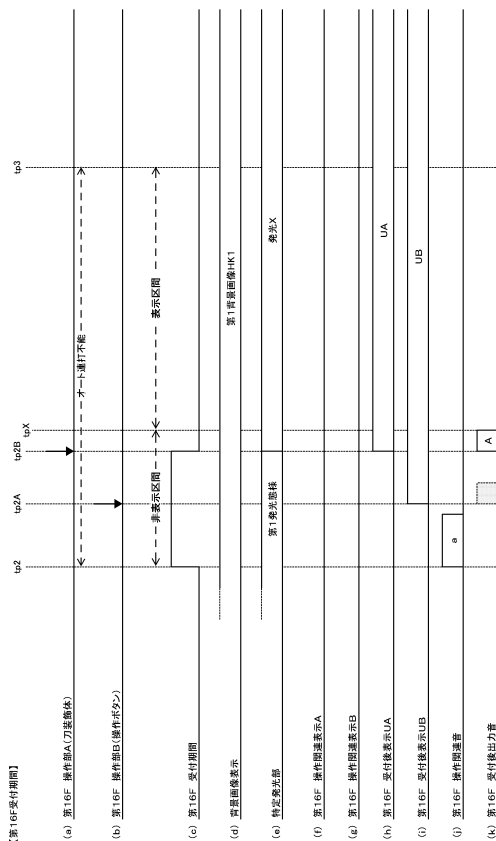 【第16F受付期間】
tp2
tp2A
tp2B
tpX
tp3
(a) 第16F 操作部A(刀装飾体)
オート連打不能
(b) 第16F 操作部B(操作ボタン)
非表示区間
表示区間
(c) 第16F 受付期間
(d) 背景画像表示
第1背景画像HK1
(e) 特定発光部
第1発光態様
発光X
(f) 第16F 操作関連表示A
(g) 第16F 操作関連表示B
(h) 第16F 受付後表示UA
UA
(i) 第16F 受付後表示UB
UB
(j) 第16F 操作関連音
a
(k) 第16F 受付後出力音
A